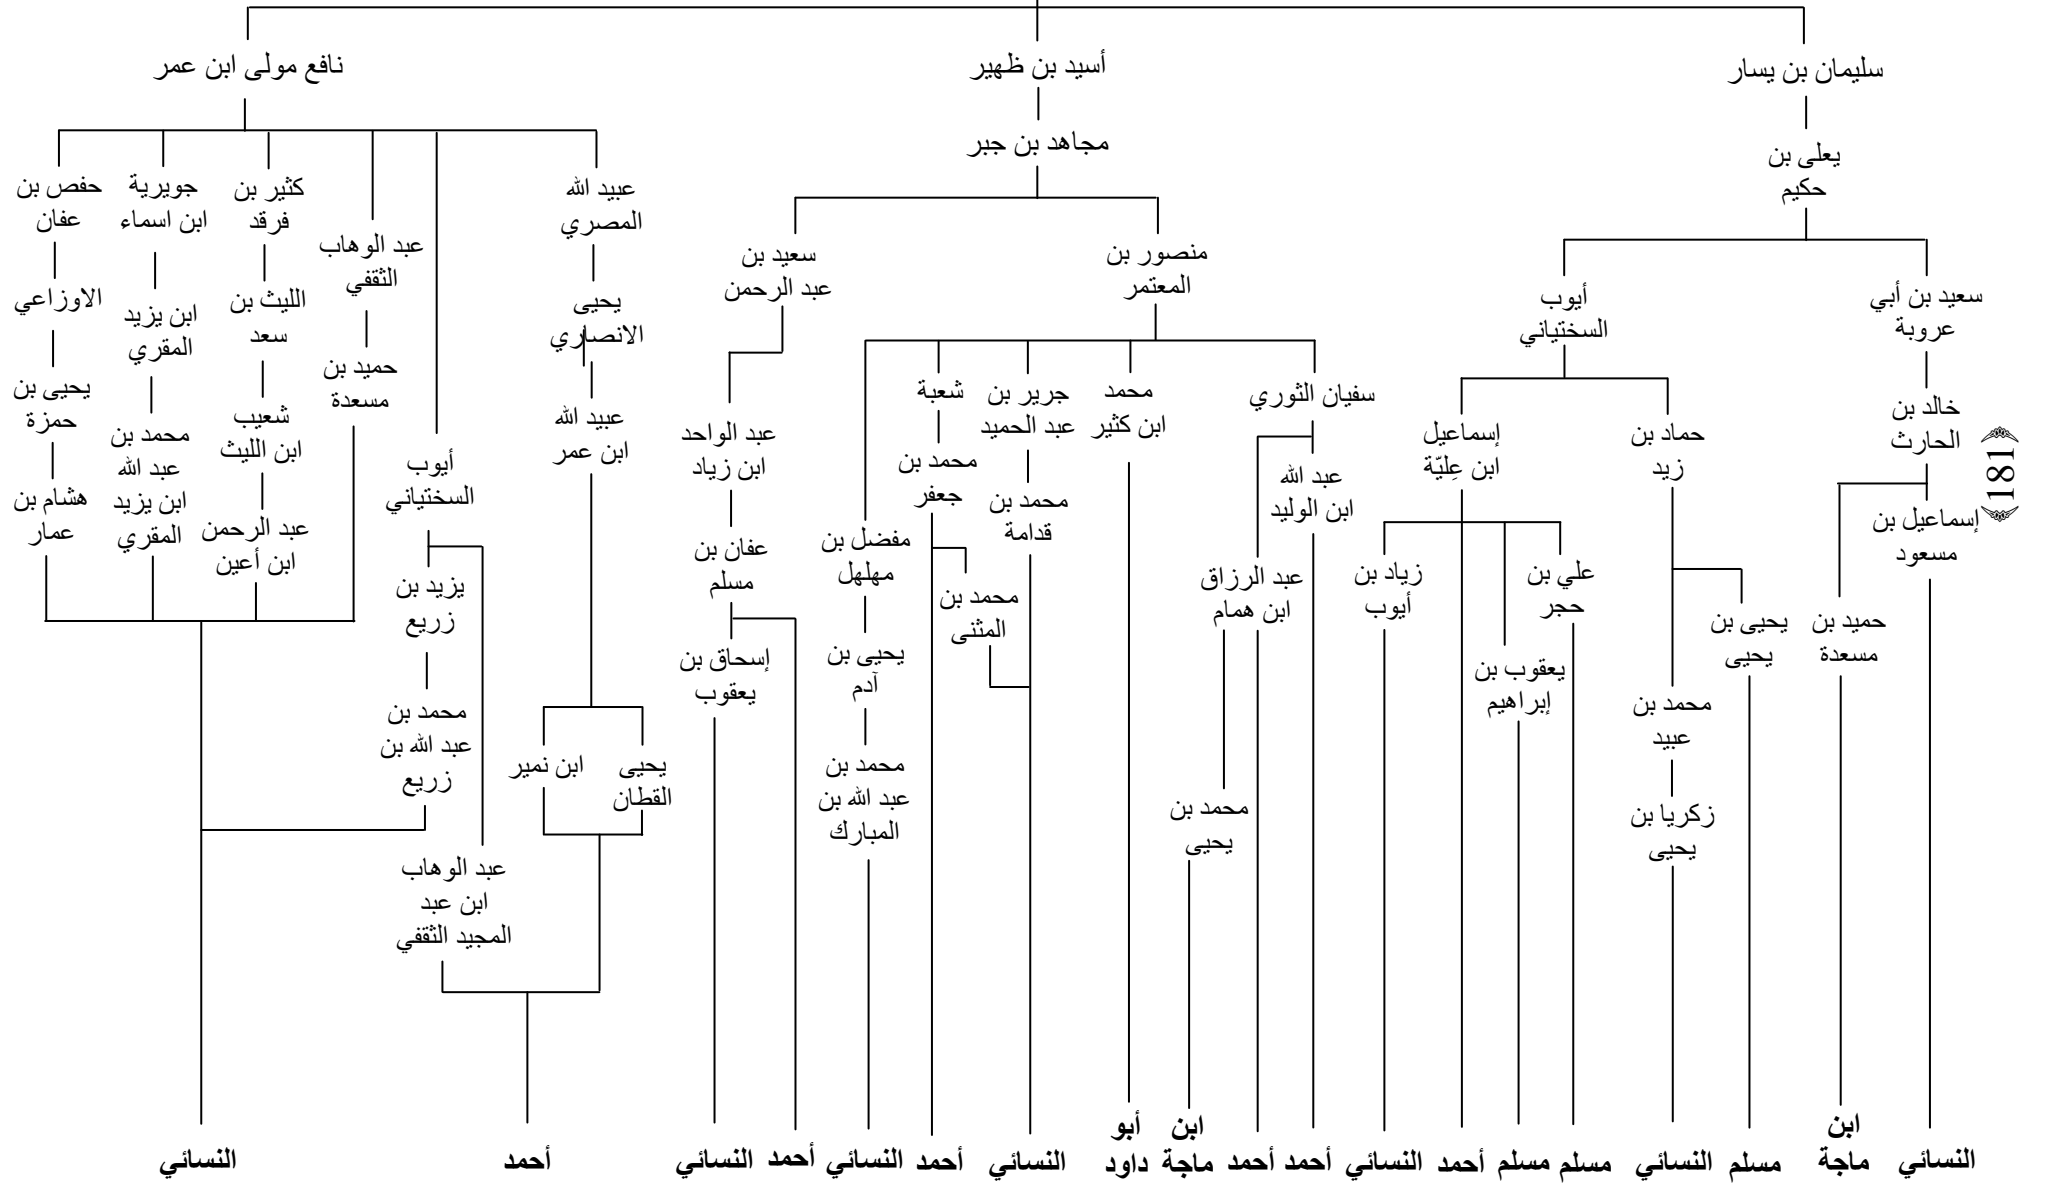 سليمان بن يسار
أسيد بن ظهير
نافع مولى ابن عمر
يعلى بن
حكيم
مجاهد بن جبر
سعيد بن أبي
عروبة
أيوب
السختياني
خالد بن
الحارث
إسماعيل بن
مسعود
حميد بن
مسعدة
حماد بن
زيد
إسماعيل
ابن عِليّة
يحيى بن
يحيى
محمد بن
عبيد
زكريا بن
يحيى
علي بن
حجر
يعقوب بن
إبراهيم
زياد بن
أيوب
منصور بن
المعتمر
سعيد بن
عبد الرحمن
سفيان الثوري
محمد
ابن كثير
جرير بن
عبد الحميد
شعبة
عبد الله
ابن الوليد
عبد الرزاق
ابن همام
محمد بن
يحيى
محمد بن
قدامة
محمد بن
جعفر
محمد بن
المثنى
مفضل بن
مهلهل
يحيى بن
آدم
محمد بن
عبد الله بن
المبارك
عبد الواحد
ابن زياد
عفان بن
مسلم
إسحاق بن
يعقوب
عبيد الله
المصري
يحيى
الانصاري
عبيد الله
ابن عمر
يحيى
القطان
ابن نمير
أيوب
السختياني
يزيد بن
زريع
محمد بن
عبد الله بن
زريع
عبد الوهاب
ابن عبد
المجيد الثقفي
عبد الوهاب
الثقفي
حميد بن
مسعدة
كثير بن
فرقد
الليث بن
سعد
شعيب
ابن الليث
عبد الرحمن
ابن أعين
جويرية
ابن اسماء
ابن يزيد
المقري
محمد بن
عبد الله
ابن يزيد
المقري
حفص بن
عفان
الاوزاعي
يحيى بن
حمزة
هشام بن
عمار
النسائي
ابن
ماجة
مسلم
النسائي
مسلم
مسلم
أحمد
النسائي
أحمد
أحمد
ابن
ماجة
أبو
داود
النسائي
أحمد
النسائي
أحمد
النسائي
أحمد
النسائي
181